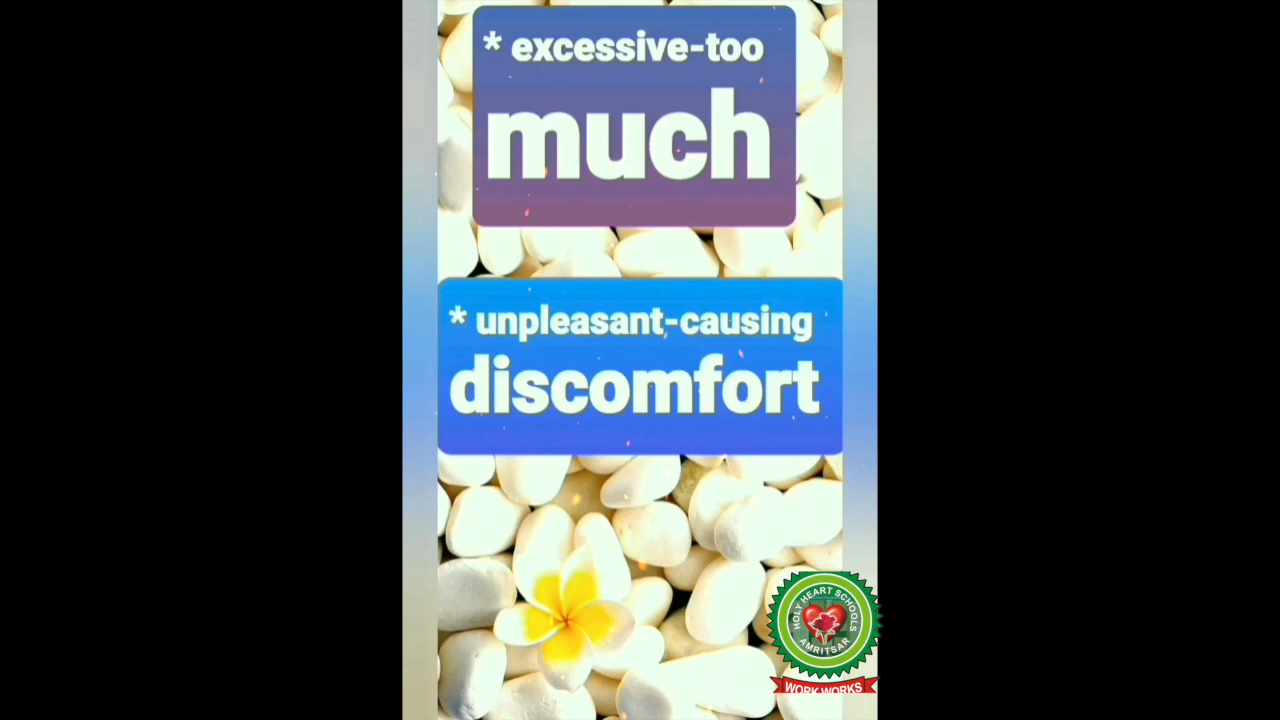 * excessive-too
much
* unpleasant-causing
discomfort
HOLY HEART SCHOOLS
AMRITSAR
WORK WORKS